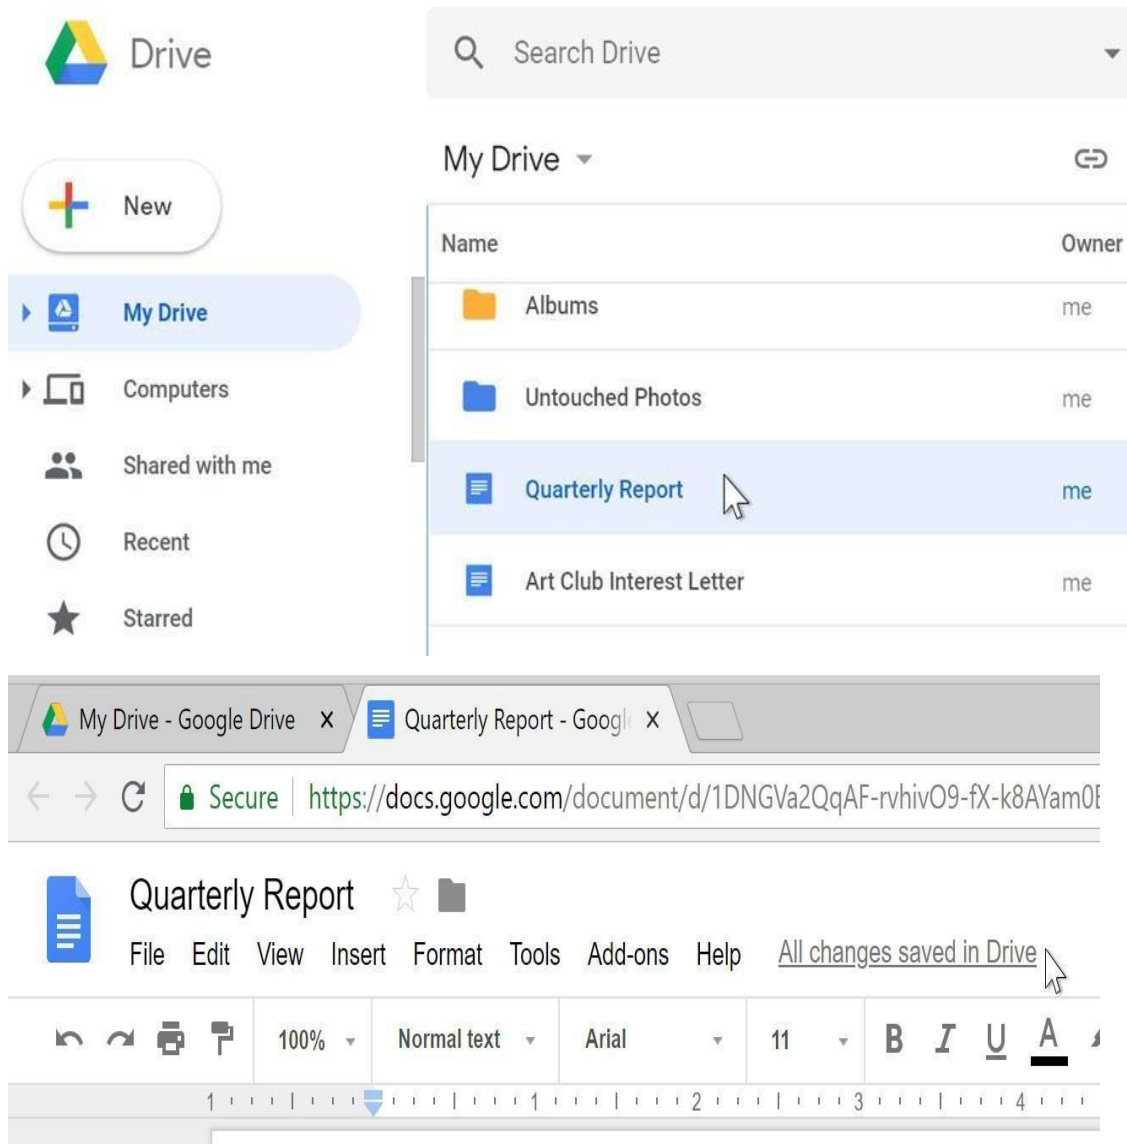 Drive
Search Drive
My Drive
New
Name Owner
My Drive
Albums me
Computers
Untouched Photos me
Shared with me
Quarterly Report me
Recent
Art Club Interest Letter me
Starred
My Drive - Google Drive x Quarterly Report - Googl x
Secure https://docs.google.com/document/d/1DNGVa2QqAF-rvhivO9-fX-k8AYam0E
Quarterly Report
File Edit View Insert Format Tools Add-ons Help All changes saved in Drive
100% Normal text Arial 11 B I U A
1 1 2 3 4